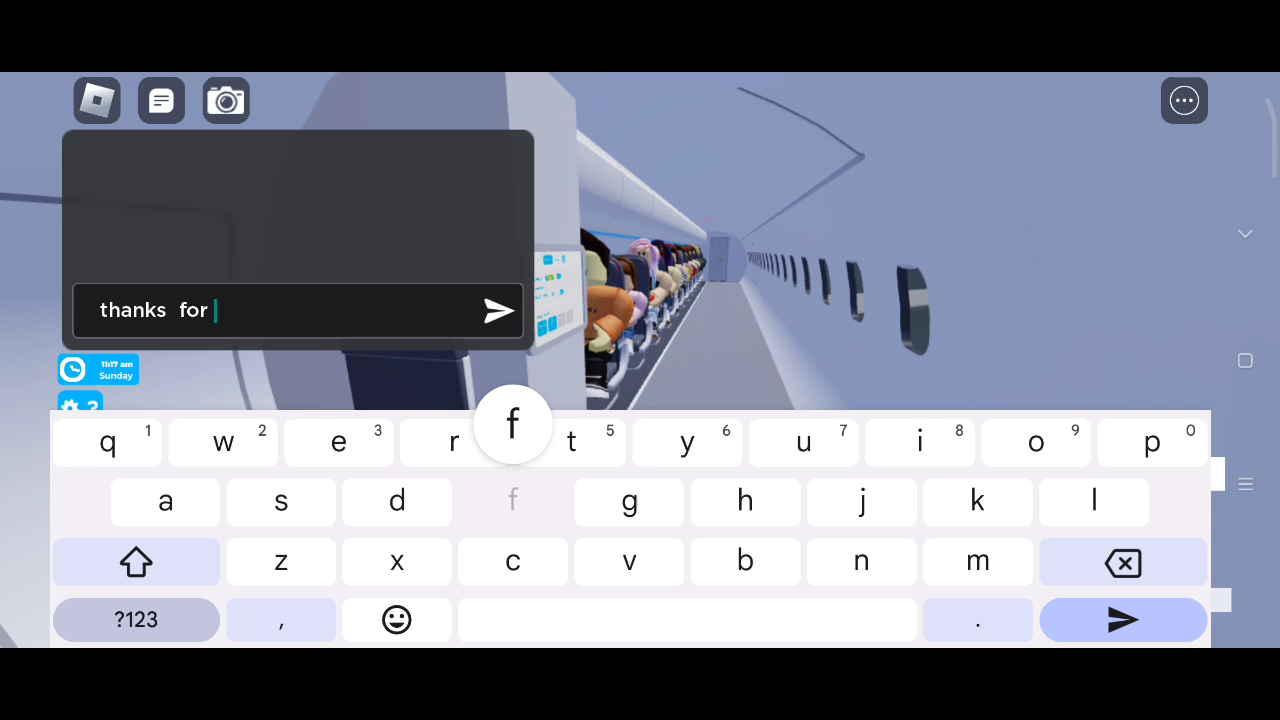 thanks for
11:17 am
Sunday
?
f
q 1 w 2 e 3 r t 5 y 6 u 7 i 8 o 9 p 0
a s d f g h j k l
z x c v b n m
?123 , .